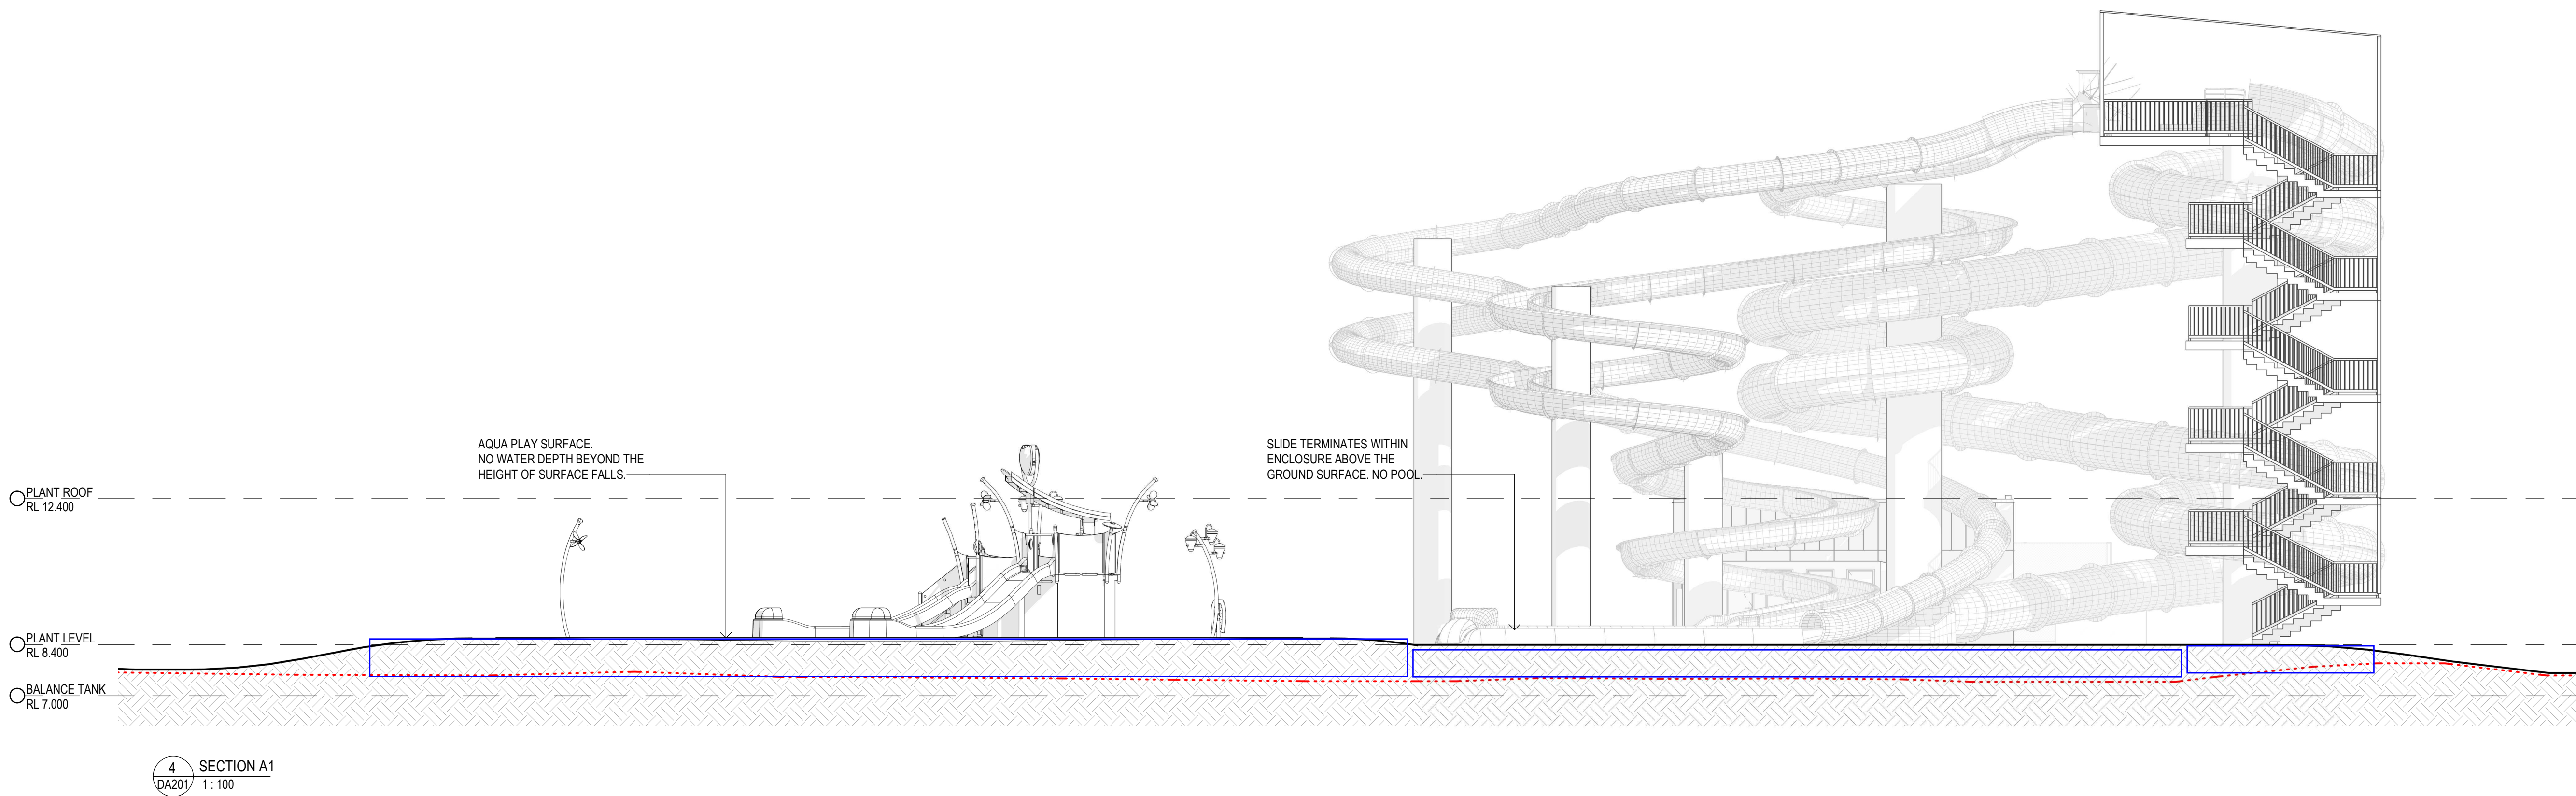 AQUA PLAY SURFACE.
NO WATER DEPTH BEYOND THE
HEIGHT OF SURFACE FALLS.
SLIDE TERMINATES WITHIN
ENCLOSURE ABOVE THE
GROUND SURFACE. NO POOL.
PLANT ROOF
RL 12.400
PLANT LEVEL
RL 8.400
BALANCE TANK
RL 7.000
4
DA201
SECTION A1
1 : 100